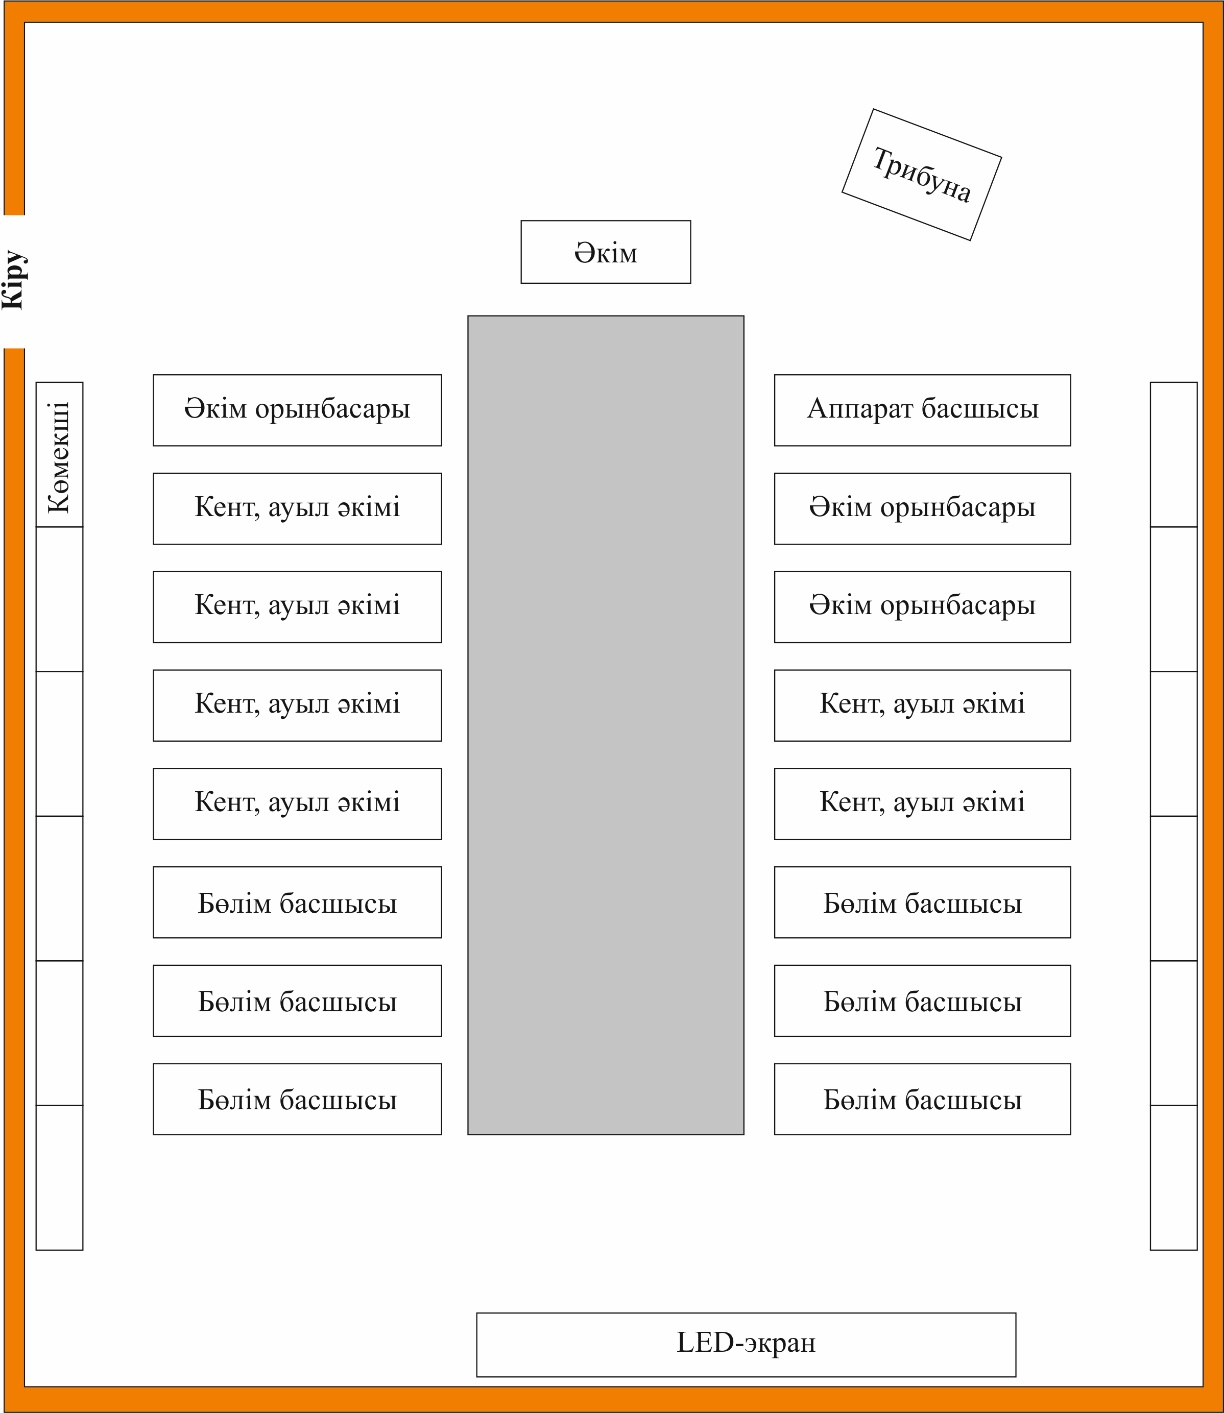 Трибуна
Әкім
Кіру
Көмекші
Әкім орынбасары
Аппарат басшысы
Кент, ауыл әкімі
Әкім орынбасары
Кент, ауыл әкімі
Әкім орынбасары
Кент, ауыл әкімі
Кент, ауыл әкімі
Кент, ауыл әкімі
Кент, ауыл әкімі
Бөлім басшысы
Бөлім басшысы
Бөлім басшысы
Бөлім басшысы
Бөлім басшысы
Бөлім басшысы
LED-экран